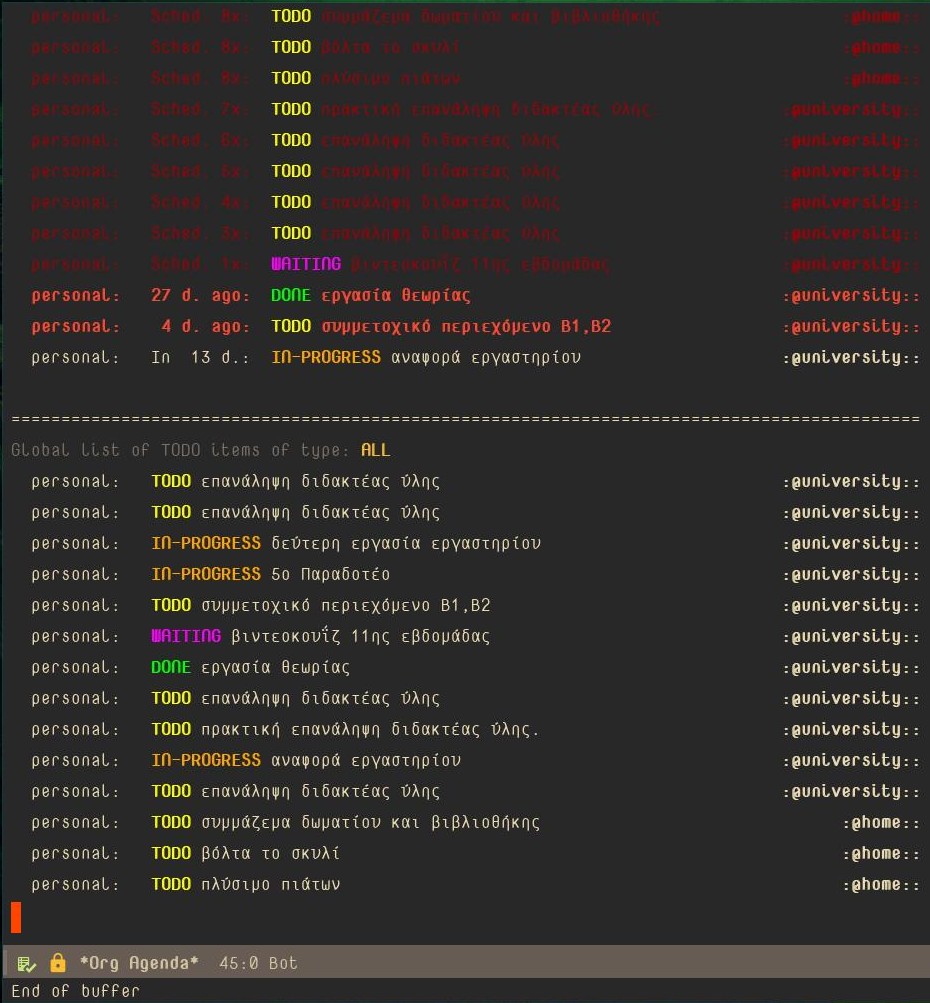 personal: Sched. 8x: TODO συμμάζεμα δωματίου και βιβλιοθήκης :@home::
personal: Sched. 8x: TODO βόλτα το σκυλί :@home::
personal: Sched. 8x: TODO πλύσιμο πιάτων :@home::
personal: Sched. 7x: TODO πρακτική επανάληψη διδακτέας ύλης :@university::
personal: Sched. 6x: TODO επανάληψη διδακτέας ύλης :@university::
personal: Sched. 6x: TODO επανάληψη διδακτέας ύλης :@university::
personal: Sched. 4x: TODO επανάληψη διδακτέας ύλης :@university::
personal: Sched. 3x: TODO επανάληψη διδακτέας ύλης :@university::
personal: Sched. 1x: WAITING βιντεοκουΐζ 11ης εβδομάδας :@university::
personal: 27 d. ago: DONE εργασία θεωρίας :@university::
personal: 4 d. ago: TODO συμμετοχικό περιεχόμενο Β1,Β2 :@university::
personal: In 13 d.: IN-PROGRESS αναφορά εργαστηρίου :@university::
===========================================================================================
Global list of TODO items of type: ALL
personal: TODO επανάληψη διδακτέας ύλης :@university::
personal: TODO επανάληψη διδακτέας ύλης :@university::
personal: IN-PROGRESS δεύτερη εργασία εργαστηρίου :@university::
personal: IN-PROGRESS 5ο Παραδοτέο :@university::
personal: TODO συμμετοχικό περιεχόμενο Β1,Β2 :@university::
personal: WAITING βιντεοκουΐζ 11ης εβδομάδας :@university::
personal: DONE εργασία θεωρίας :@university::
personal: TODO επανάληψη διδακτέας ύλης :@university::
personal: TODO πρακτική επανάληψη διδακτέας ύλης. :@university::
personal: IN-PROGRESS αναφορά εργαστηρίου :@university::
personal: TODO επανάληψη διδακτέας ύλης :@university::
personal: TODO συμμάζεμα δωματίου και βιβλιοθήκης :@home::
personal: TODO βόλτα το σκυλί :@home::
personal: TODO πλύσιμο πιάτων :@home::
*Org Agenda* 45:0 Bot
End of buffer